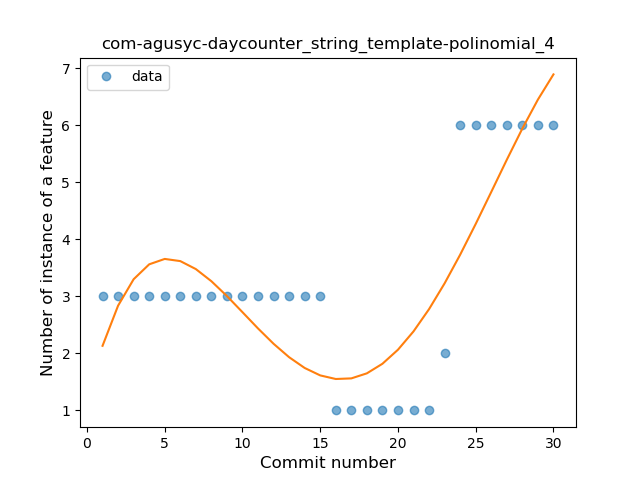 com-agusyc-daycounter_string_template-polinomial_4
data
Number of instance of a feature
7
6
5
4
3
2
1
0 5 10 15 20 25 30
Commit number